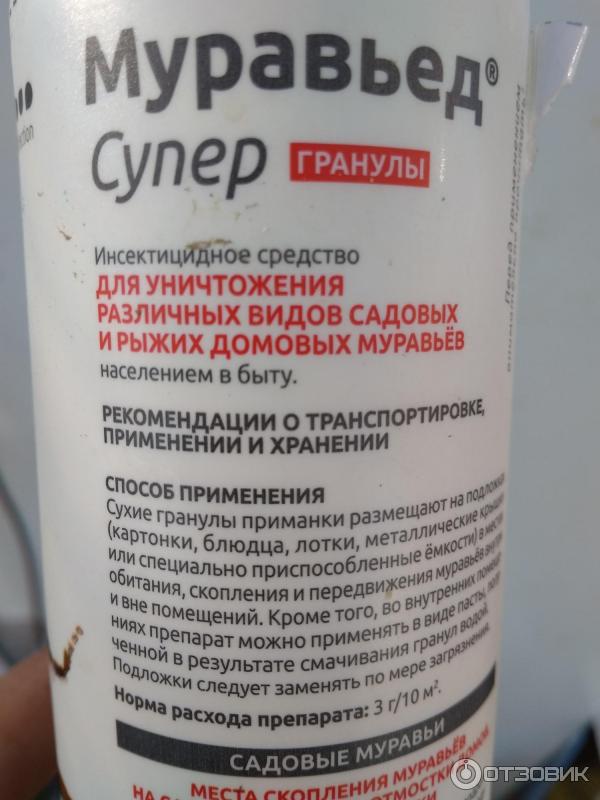 Муравьед®
Супер ГРАНУЛЫ
Инсектицидное средство
ДЛЯ УНИЧТОЖЕНИЯ
РАЗЛИЧНЫХ ВИДОВ САДОВЫХ
И РЫЖИХ ДОМОВЫХ МУРАВЬЁВ
населением в быту.
РЕКОМЕНДАЦИИ О ТРАНСПОРТИРОВКЕ,
ПРИМЕНЕНИИ И ХРАНЕНИИ
СПОСОБ ПРИМЕНЕНИЯ
Сухие гранулы приманки размещают на подложки
(картонки, блюдца, лотки, металлические крышки
или специально приспособленные ёмкости) в места
обитания, скопления и передвижения муравьёв внутри
и вне помещений. Кроме того, во внутренних помеще
ниях препарат можно применять в виде пасты, полу
ченной в результате смачивания гранул водой.
Подложки следует заменять по мере загрязнения.
Норма расхода препарата: 3 г/10 м².
САДОВЫЕ МУРАВЬИ
МЕСТА СКОПЛЕНИЯ МУРАВЬЁВ
Перед применением
ОТЗОВИК